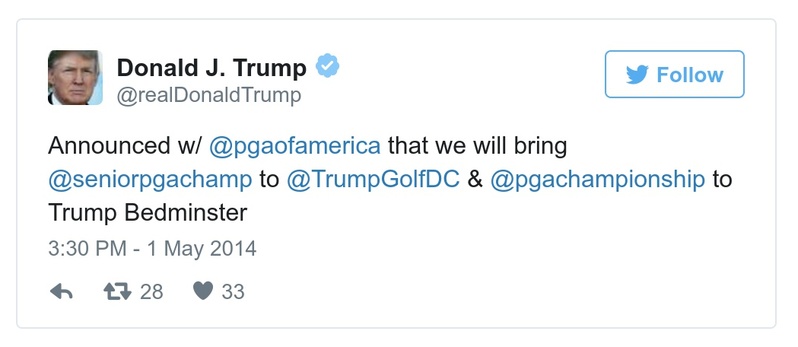 Donald J. Trump
@realDonaldTrump
Follow
Announced w/ @pgaofamerica that we will bring
@seniorpgachamp to @TrumpGolfDC & @pgachampionship to
Trump Bedminster
3:30 PM - 1 May 2014
28 33